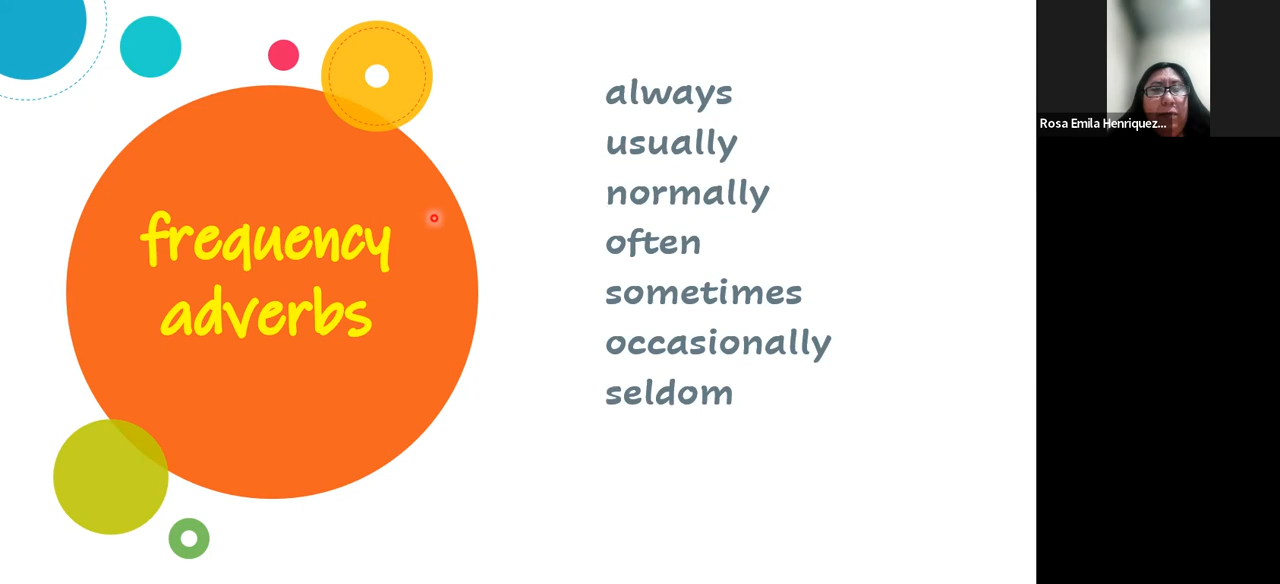 frequency
adverbs
always
usually
normally
often
sometimes
occasionally
seldom
Rosa Emila Henriquez...